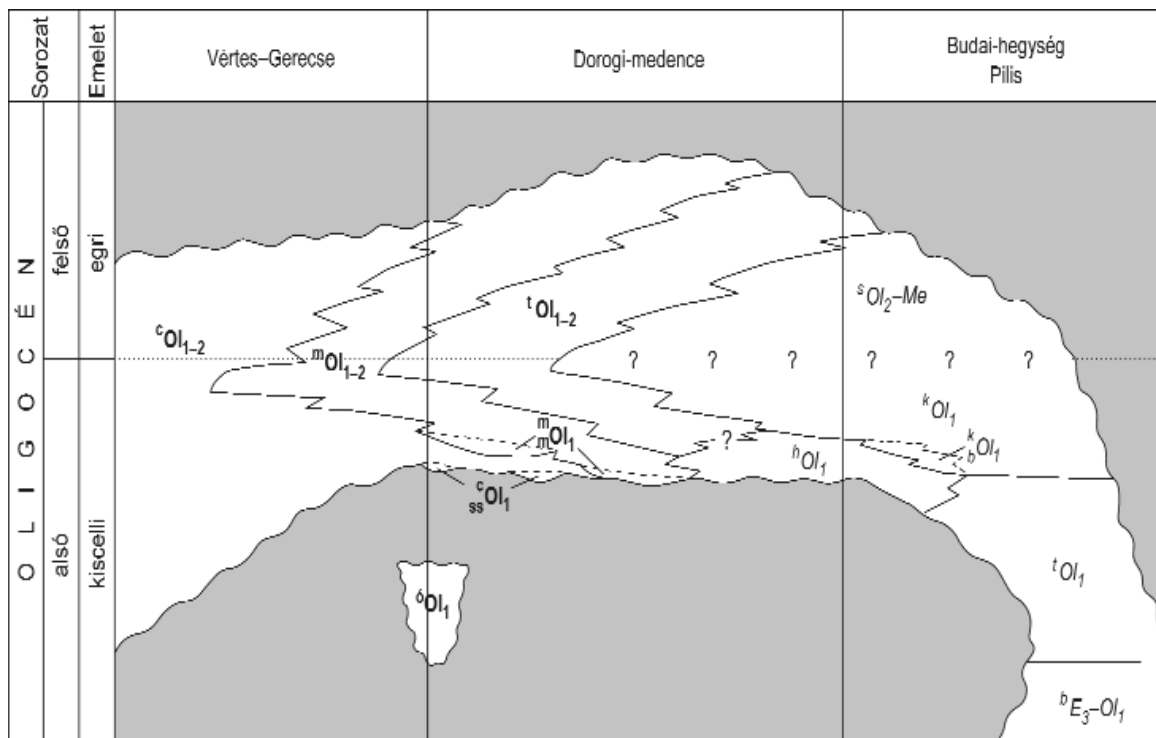 Sorozat
Emelet
Vértes–Gerecse
Dorogi-medence
Budai-hegység
Pilis
OLIGOCÉN
felső
egri
alsó
kiscelli
cOl1–2
mOl1–2
tOl1–2
sOl2–Me
? ? ? ? ? ?
kOl1
mmOl1
?
hOl1
kbOl1
cssOl1
tOl1
δOl1
bE3–Ol1